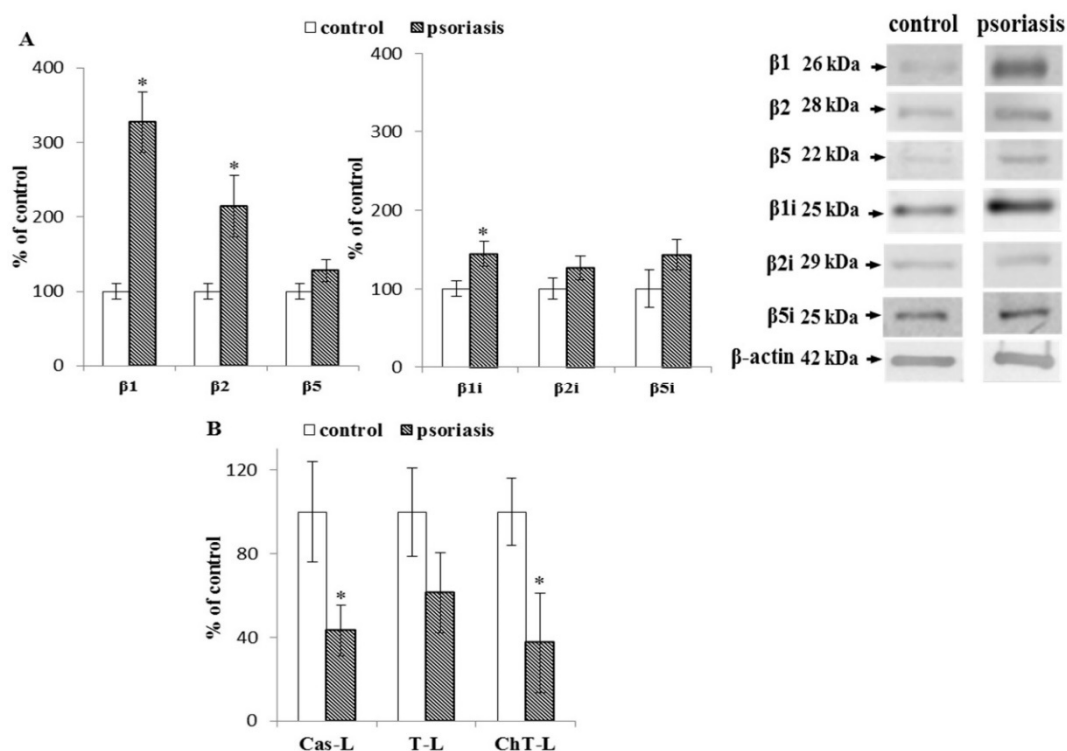 A
control psoriasis
% of control
400
300
200
100
0
β1 β2 β5
*
*
% of control
400
300
200
100
0
β1i β2i β5i
*
control psoriasis
β1 26 kDa
β2 28 kDa
β5 22 kDa
β1i 25 kDa
β2i 29 kDa
β5i 25 kDa
β-actin 42 kDa
B
control psoriasis
% of control
120
80
40
0
*
*
Cas-L T-L ChT-L